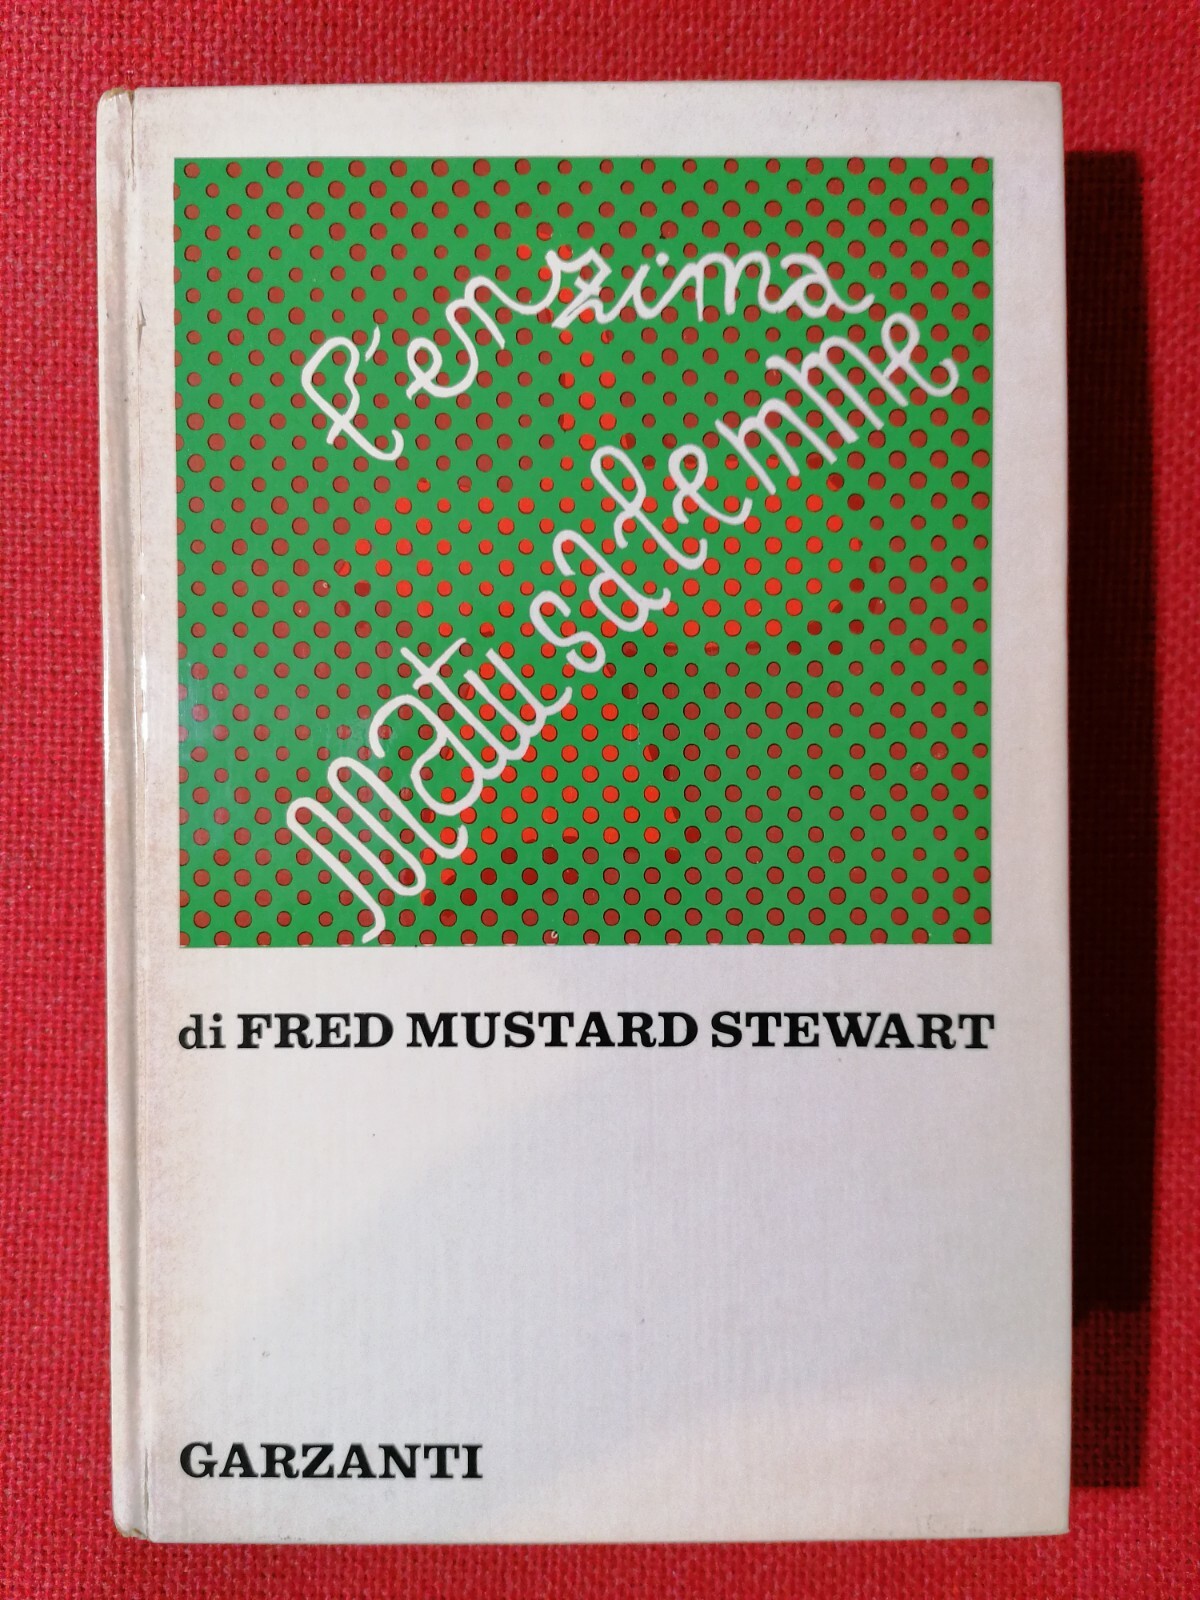 l'enzima
Matusalemme
di FRED MUSTARD STEWART
GARZANTI